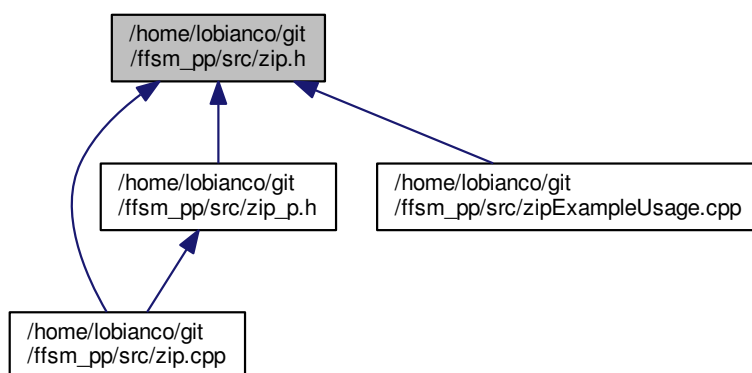 /home/lobianco/git
/ffsm_pp/src/zip.h
/home/lobianco/git
/ffsm_pp/src/zip_p.h
/home/lobianco/git
/ffsm_pp/src/zipExampleUsage.cpp
/home/lobianco/git
/ffsm_pp/src/zip.cpp